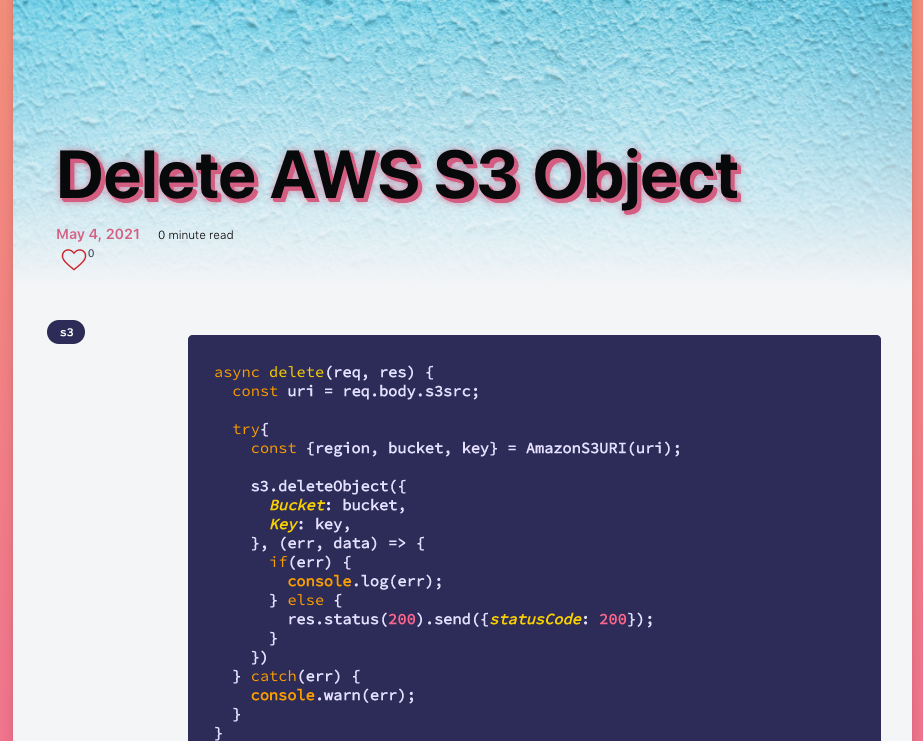 Delete AWS S3 Object
May 4, 2021 0 minute read
0
s3
async delete(req, res) {
  const uri = req.body.s3src;

  try{
    const {region, bucket, key} = AmazonS3URI(uri);

    s3.deleteObject({
      Bucket: bucket,
      Key: key,
    }, (err, data) => {
      if(err) {
        console.log(err);
      } else {
        res.status(200).send({statusCode: 200});
      }
    })
  } catch(err) {
    console.warn(err);
  }
}